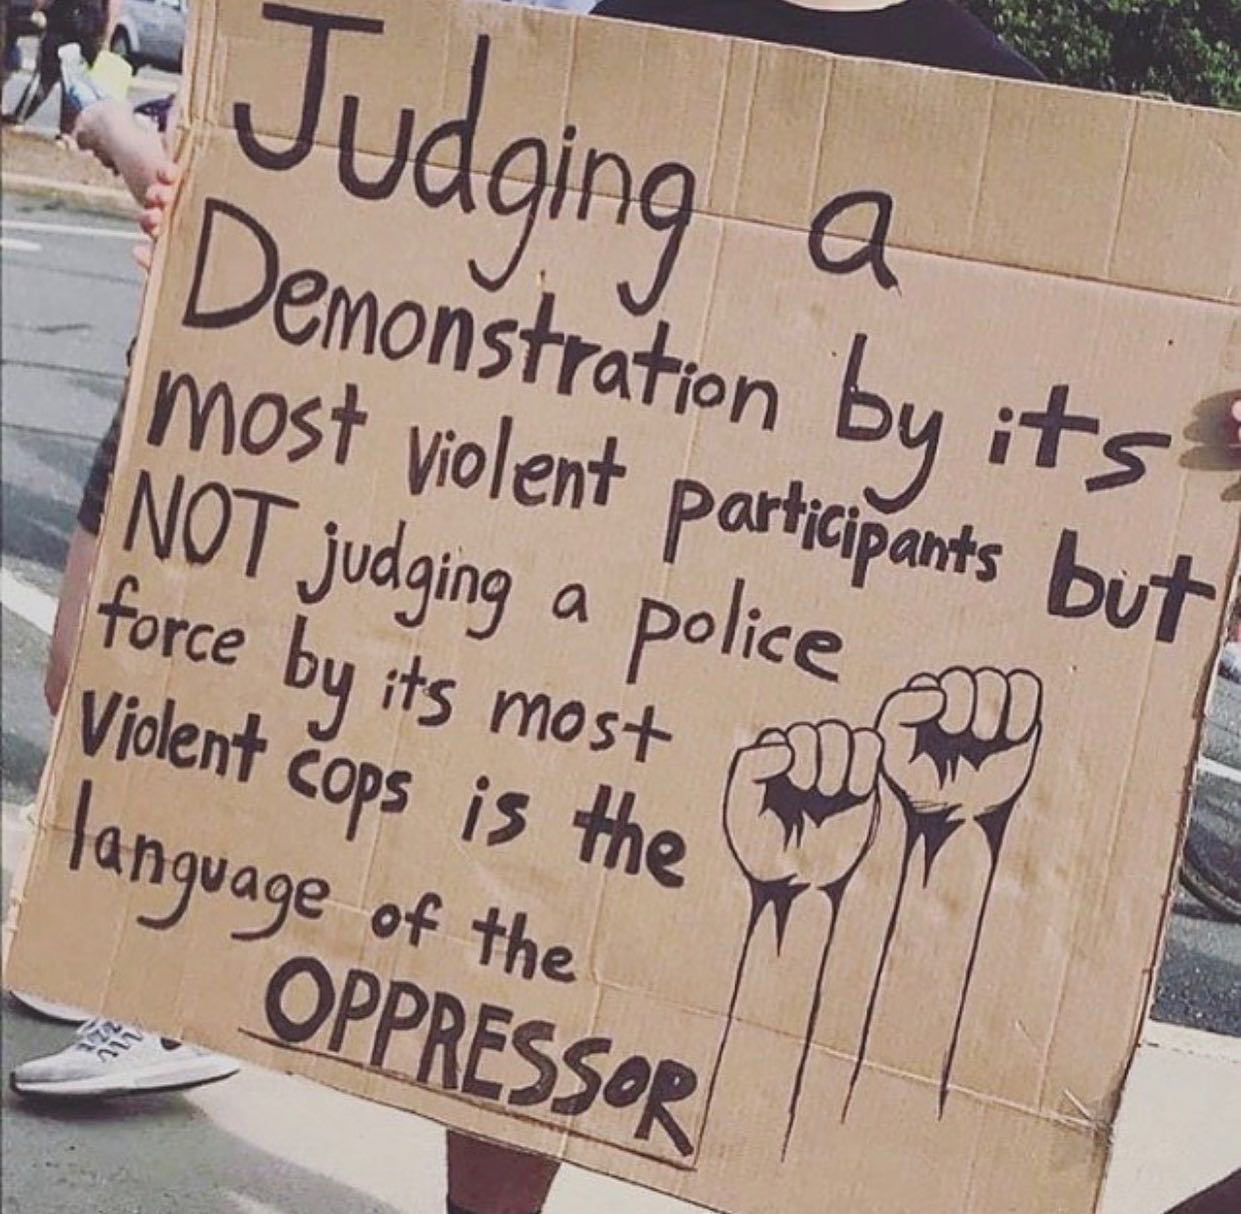 Judging a
Demonstration by its
most violent participants but
NOT judging a police
force by its most
violent cops is the
language of the
OPPRESSOR